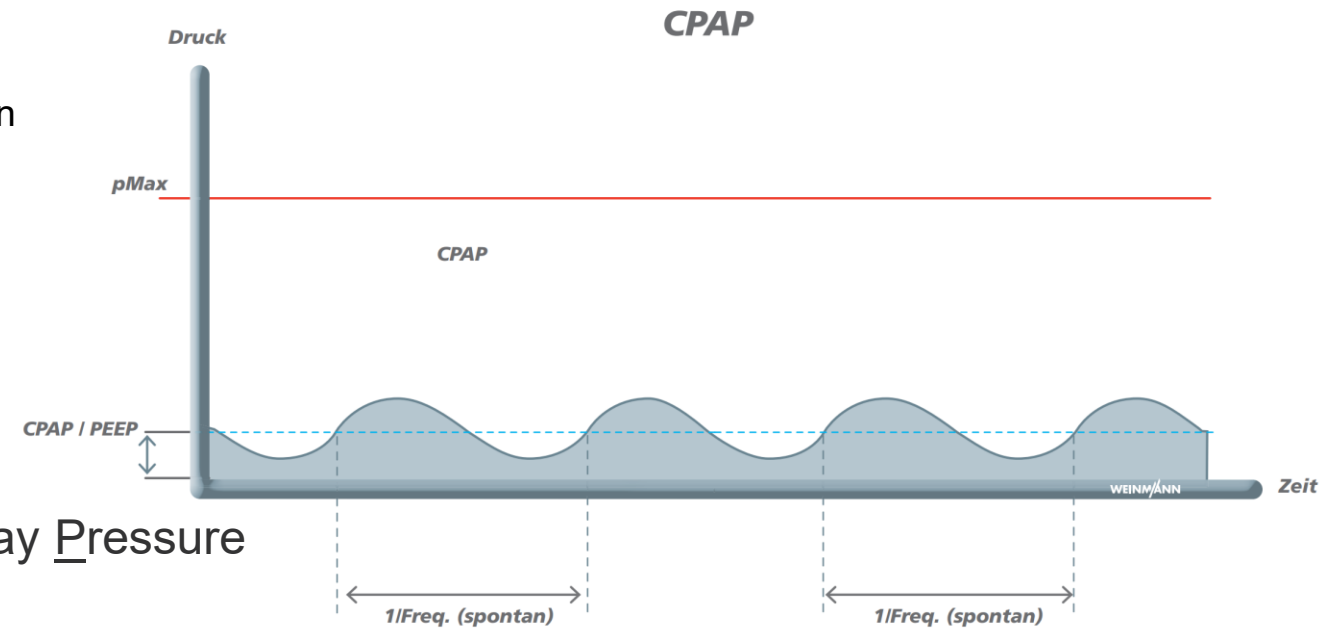 CPAP
Druck
n
pMax
CPAP
CPAP / PEEP
WEINMANN
Zeit
ay Pressure
1/Freq. (spontan)
1/Freq. (spontan)